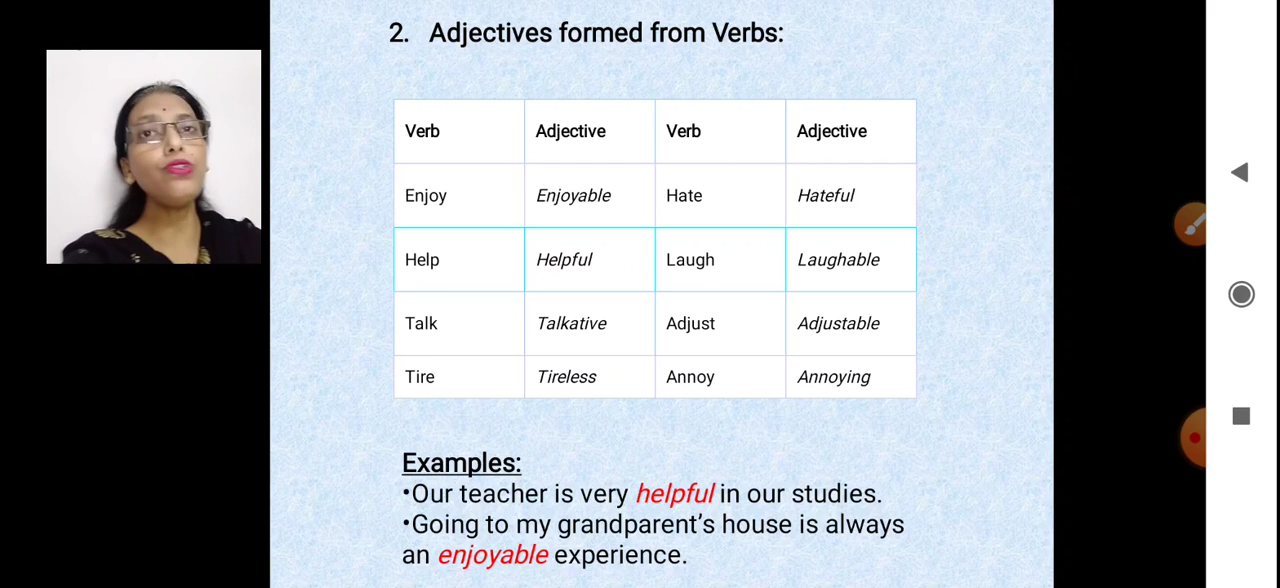 2. Adjectives formed from Verbs:
Verb Adjective Verb Adjective
Enjoy Enjoyable Hate Hateful
Help Helpful Laugh Laughable
Talk Talkative Adjust Adjustable
Tire Tireless Annoy Annoying
Examples:
•Our teacher is very helpful in our studies.
•Going to my grandparent’s house is always
an enjoyable experience.